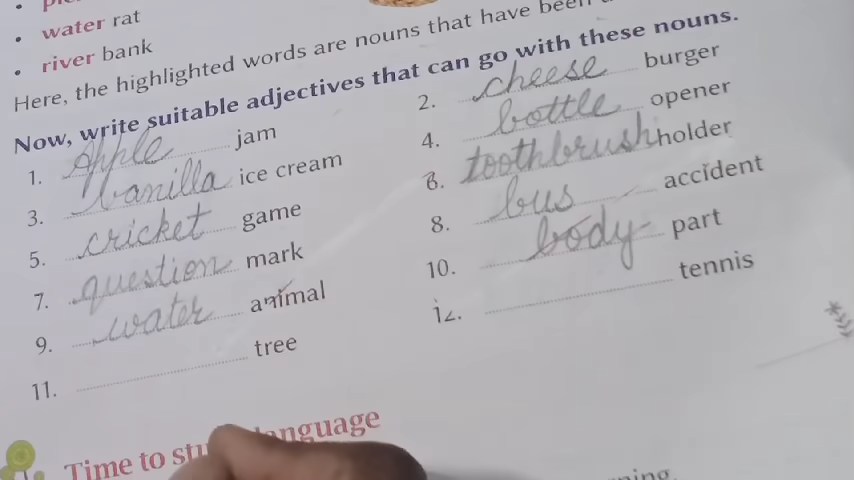 water rat
river bank
Here, the highlighted words are nouns that have been
Now, write suitable adjectives that can go with these nouns.
1. Apple jam
2. cheese burger
3. vanilla ice cream
4. bottle opener
5. cricket game
6. toothbrush holder
7. question mark
8. bus accident
9. water animal
10. body part
11. tree
12. tennis
Time to language